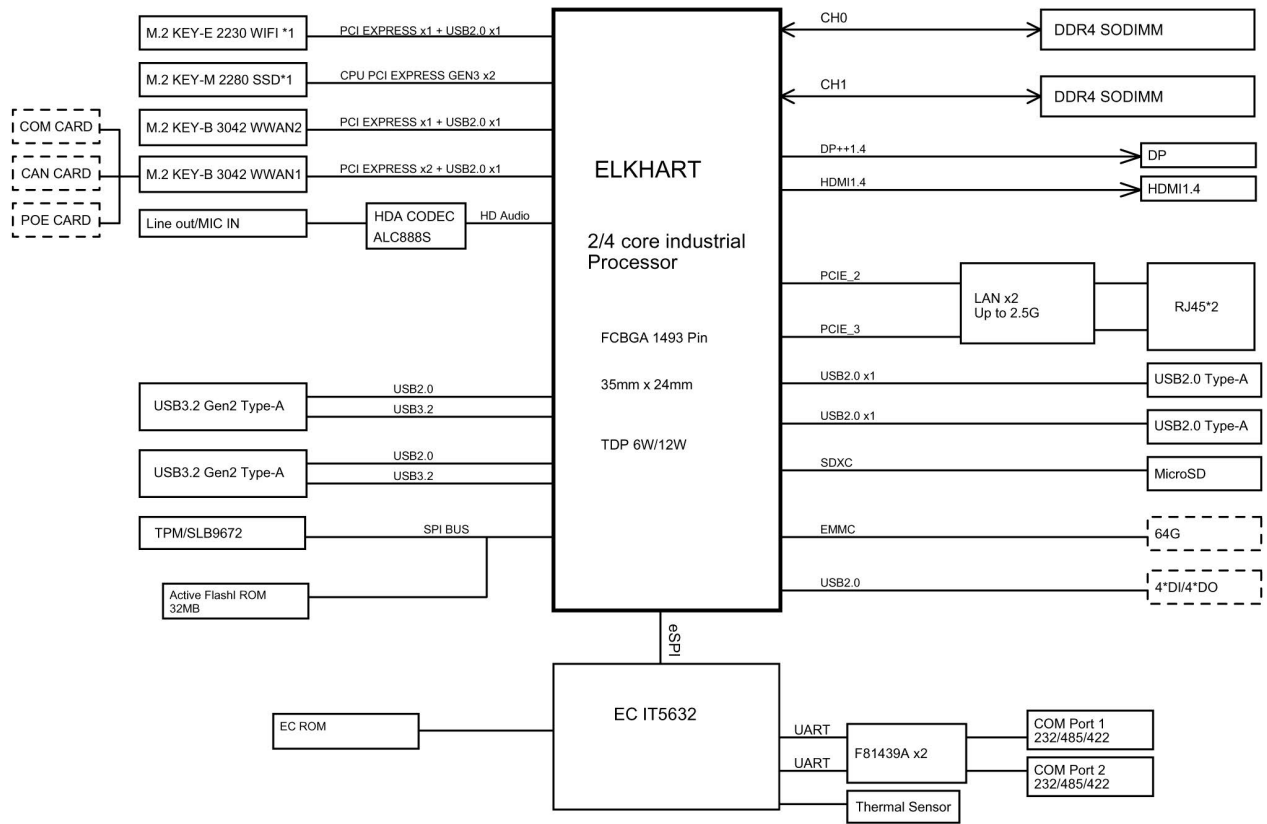 M.2 KEY-E 2230 WIFI *1
PCI EXPRESS x1 + USB2.0 x1
M.2 KEY-M 2280 SSD*1
CPU PCI EXPRESS GEN3 x2
COM CARD
M.2 KEY-B 3042 WWAN2
PCI EXPRESS x1 + USB2.0 x1
CAN CARD
M.2 KEY-B 3042 WWAN1
PCI EXPRESS x2 + USB2.0 x1
POE CARD
Line out/MIC IN
HDA CODEC
ALC888S
HD Audio
USB3.2 Gen2 Type-A
USB2.0
USB3.2
USB3.2 Gen2 Type-A
USB2.0
USB3.2
TPM/SLB9672
SPI BUS
Active FlashI ROM
32MB
ELKHART
2/4 core industrial
Processor
FCBGA 1493 Pin
35mm x 24mm
TDP 6W/12W
CH0
DDR4 SODIMM
CH1
DDR4 SODIMM
DP++1.4
DP
HDMI1.4
HDMI1.4
PCIE_2
PCIE_3
LAN x2
Up to 2.5G
RJ45*2
USB2.0 x1
USB2.0 Type-A
USB2.0 x1
USB2.0 Type-A
SDXC
MicroSD
EMMC
64G
USB2.0
4*DI/4*DO
eSPI
EC ROM
EC IT5632
UART
UART
F81439A x2
COM Port 1
232/485/422
COM Port 2
232/485/422
Thermal Sensor